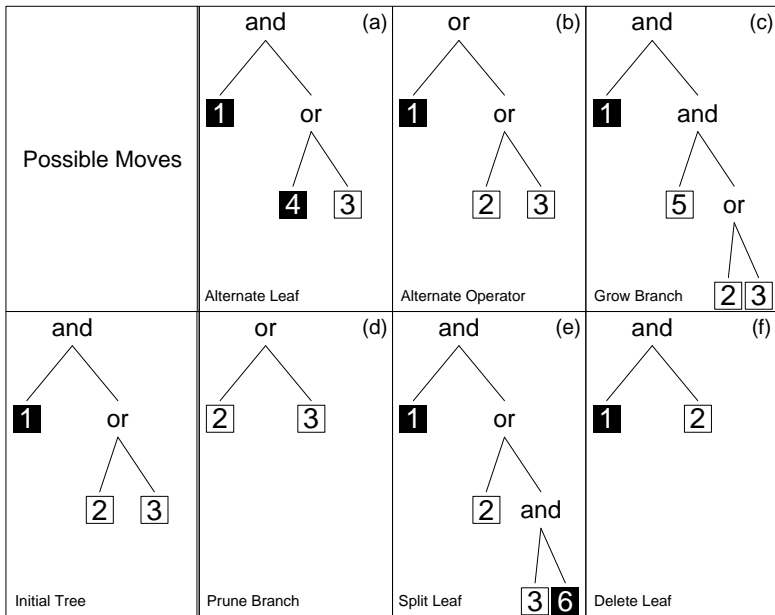 Possible Moves
and (a)
1 or
4 3
Alternate Leaf
or (b)
1 or
2 3
Alternate Operator
and (c)
1 and
5 or
2 3
Grow Branch
and
1 or
2 3
Initial Tree
or (d)
2 3
Prune Branch
and (e)
1 or
2 and
3 6
Split Leaf
and (f)
1 2
Delete Leaf